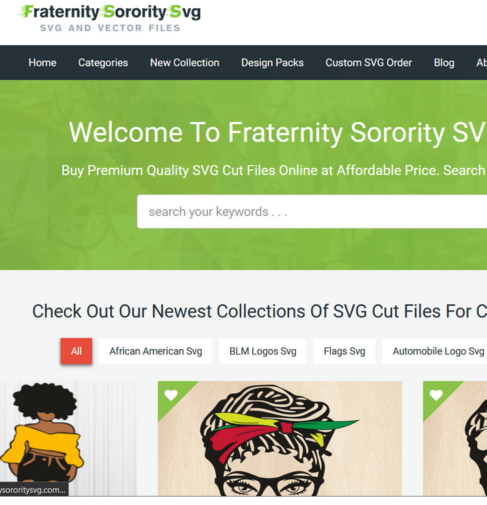 Fraternity Sorority Svg
SVG AND VECTOR FILES
Home Categories New Collection Design Packs Custom SVG Order Blog Ab
Welcome To Fraternity Sorority SV
Buy Premium Quality SVG Cut Files Online at Affordable Price. Search
search your keywords . . .
Check Out Our Newest Collections Of SVG Cut Files For C
All African American Svg BLM Logos Svg Flags Svg Automobile Logo Svg
ysororitysvg.com...